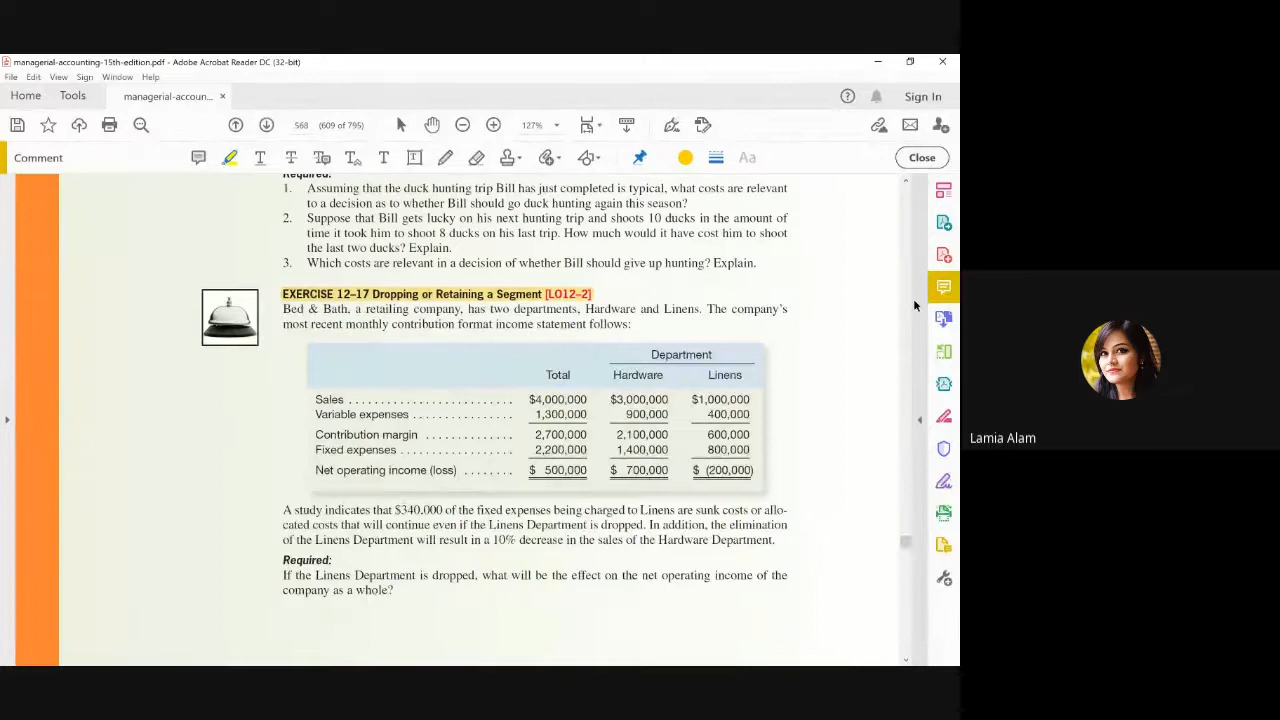 managerial-accounting-15th-edition.pdf - Adobe Acrobat Reader DC (32-bit)
File Edit View Sign Window Help
Home Tools managerial-accoun... × Sign In
568 (609 of 795) 127%
Comment Aa Close
Required:
1. Assuming that the duck hunting trip Bill has just completed is typical, what costs are relevant
to a decision as to whether Bill should go duck hunting again this season?
2. Suppose that Bill gets lucky on his next hunting trip and shoots 10 ducks in the amount of
time it took him to shoot 8 ducks on his last trip. How much would it have cost him to shoot
the last two ducks? Explain.
3. Which costs are relevant in a decision of whether Bill should give up hunting? Explain.
EXERCISE 12–17 Dropping or Retaining a Segment [LO12–2]
Bed & Bath, a retailing company, has two departments, Hardware and Linens. The company's
most recent monthly contribution format income statement follows:
Department
Total Hardware Linens
Sales . . . . . . . . . . . . . . . . . . . . . . . . . . $4,000,000 $3,000,000 $1,000,000
Variable expenses . . . . . . . . . . . . . . . . 1,300,000 900,000 400,000
Contribution margin . . . . . . . . . . . . . . 2,700,000 2,100,000 600,000
Fixed expenses . . . . . . . . . . . . . . . . . . 2,200,000 1,400,000 800,000
Net operating income (loss) . . . . . . . . $ 500,000 $ 700,000 $ (200,000)
A study indicates that $340,000 of the fixed expenses being charged to Linens are sunk costs or allo-
cated costs that will continue even if the Linens Department is dropped. In addition, the elimination
of the Linens Department will result in a 10% decrease in the sales of the Hardware Department.
Required:
If the Linens Department is dropped, what will be the effect on the net operating income of the
company as a whole?
Lamia Alam